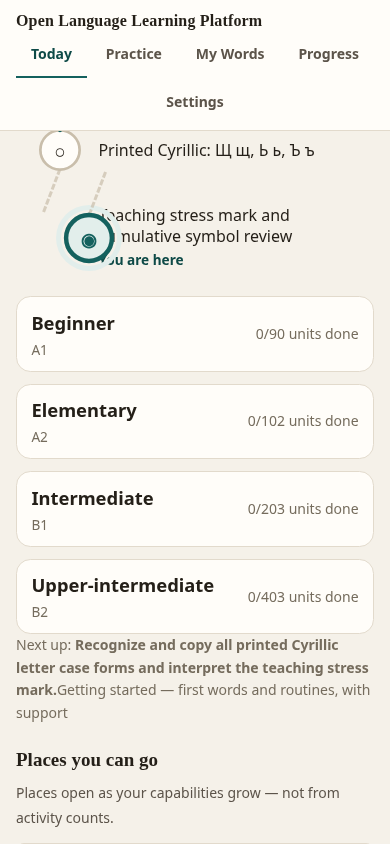 Open Language Learning Platform
Today Practice My Words Progress
Settings
Printed Cyrillic: Щ щ, Ь ь, Ъ ъ
stress mark and
symbol review
are here
Beginner
A1
0/90 units done
Elementary
A2
0/102 units done
Intermediate
B1
0/203 units done
Upper-intermediate
B2
0/403 units done
Next up: Recognize and copy all printed Cyrillic
letter case forms and interpret the teaching stress
mark.Getting started — first words and routines, with
support
Places you can go
Places open as your capabilities grow — not from
activity counts.